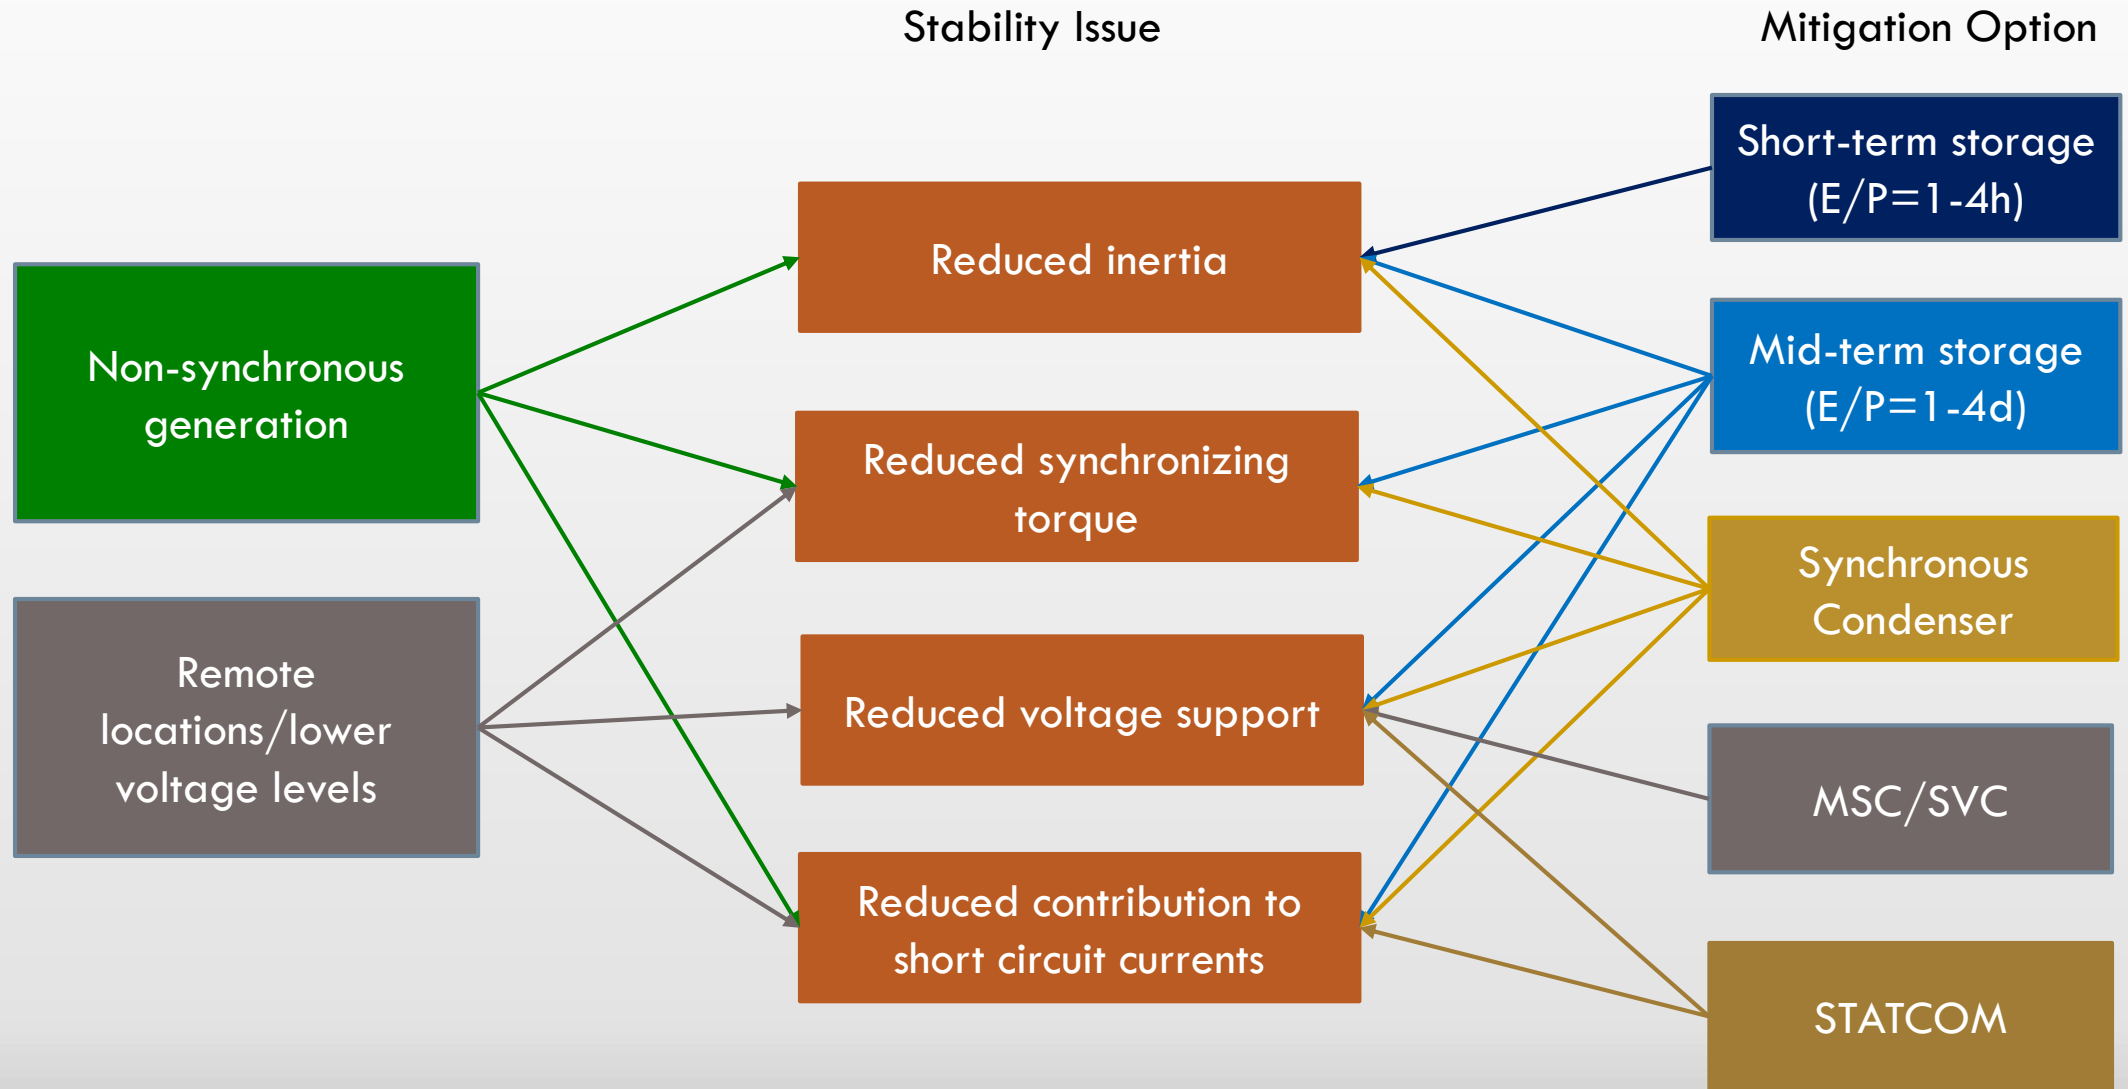 Stability Issue
Mitigation Option
Non-synchronous
generation
Remote
locations/lower
voltage levels
Reduced inertia
Reduced synchronizing
torque
Reduced voltage support
Reduced contribution to
short circuit currents
Short-term storage
(E/P=1-4h)
Mid-term storage
(E/P=1-4d)
Synchronous
Condenser
MSC/SVC
STATCOM